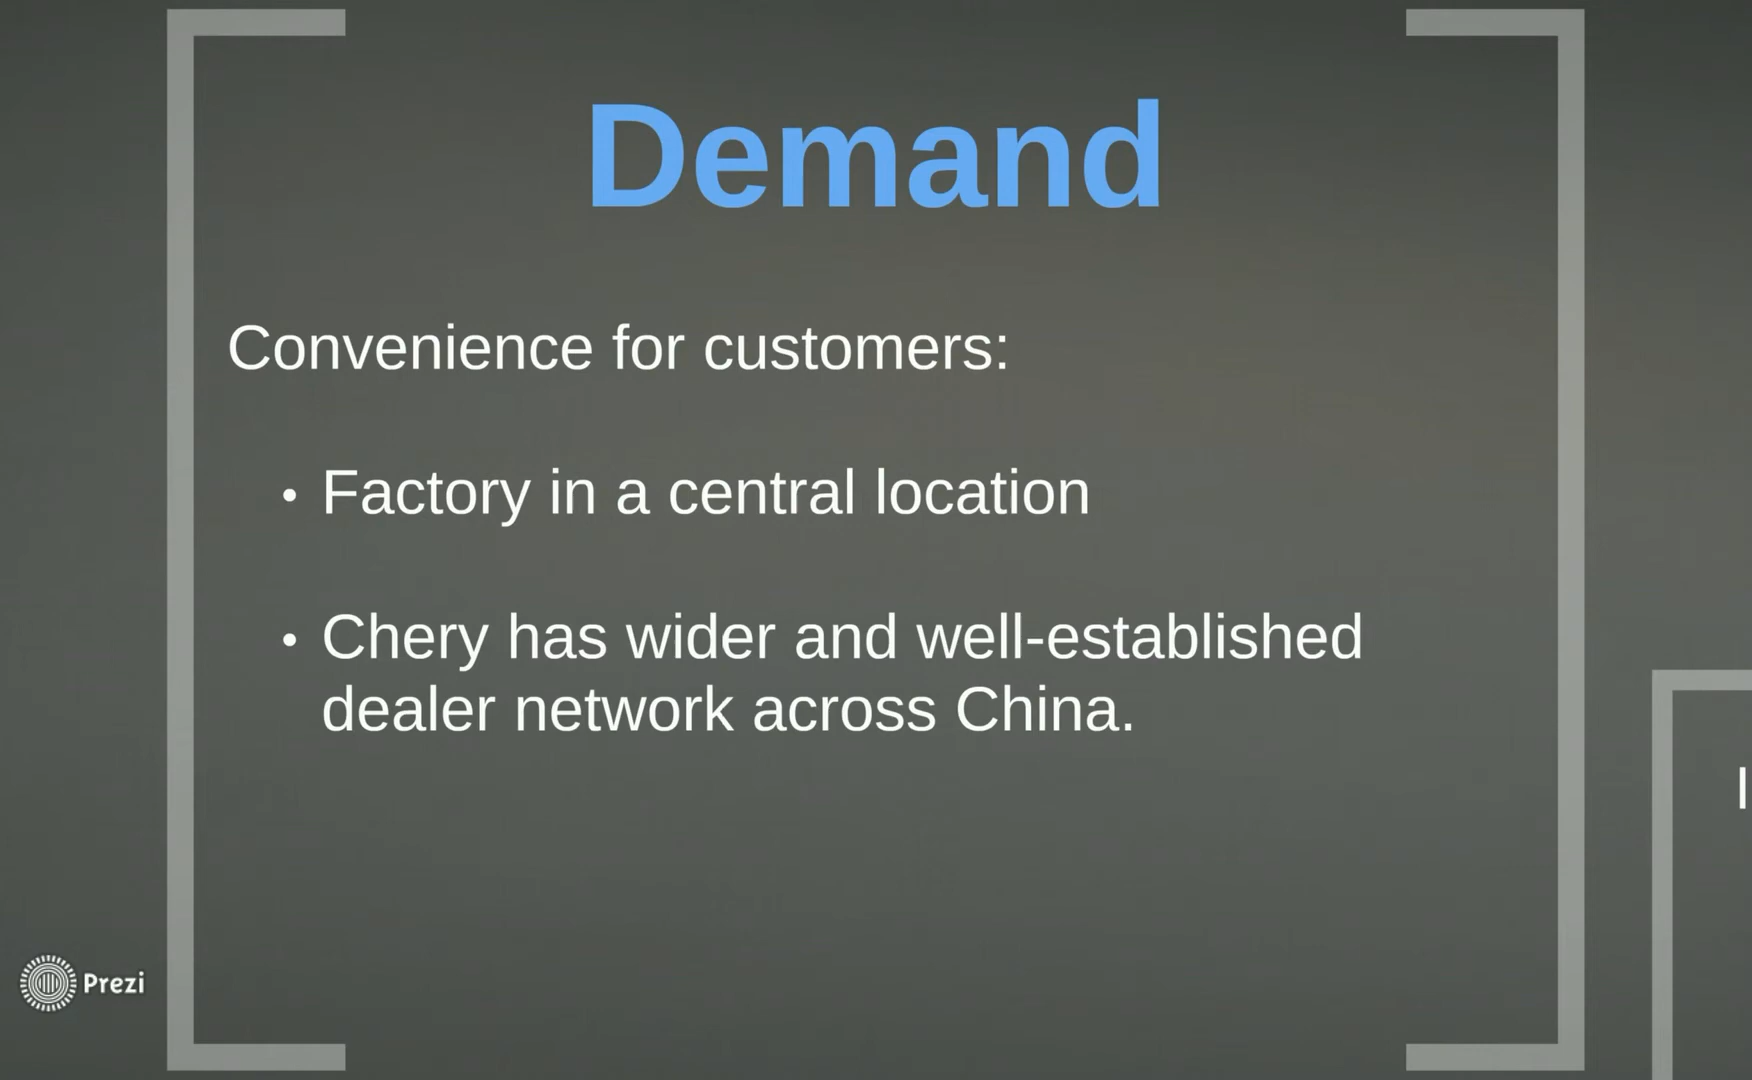 Demand
Convenience for customers:
• Factory in a central location
• Chery has wider and well-established
dealer network across China.
Prezi